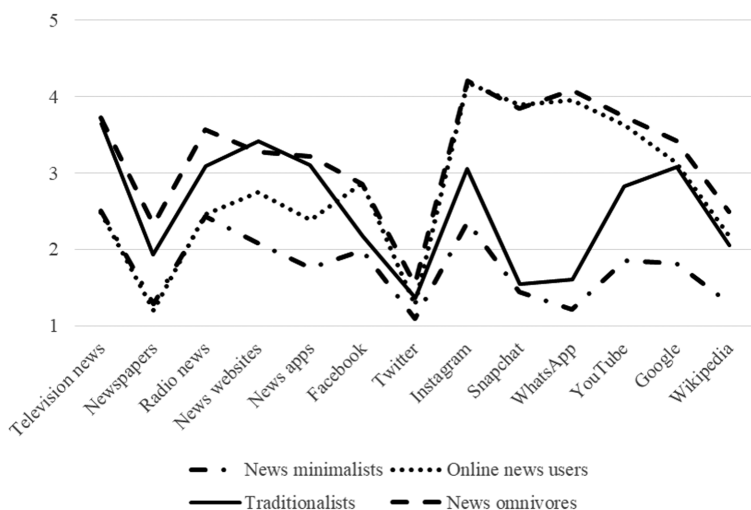 5
4
3
2
1
Television news
Newspapers
Radio news
News websites
News apps
Facebook
Twitter
Instagram
Snapchat
WhatsApp
YouTube
Google
Wikipedia
News minimalists
Online news users
Traditionalists
News omnivores